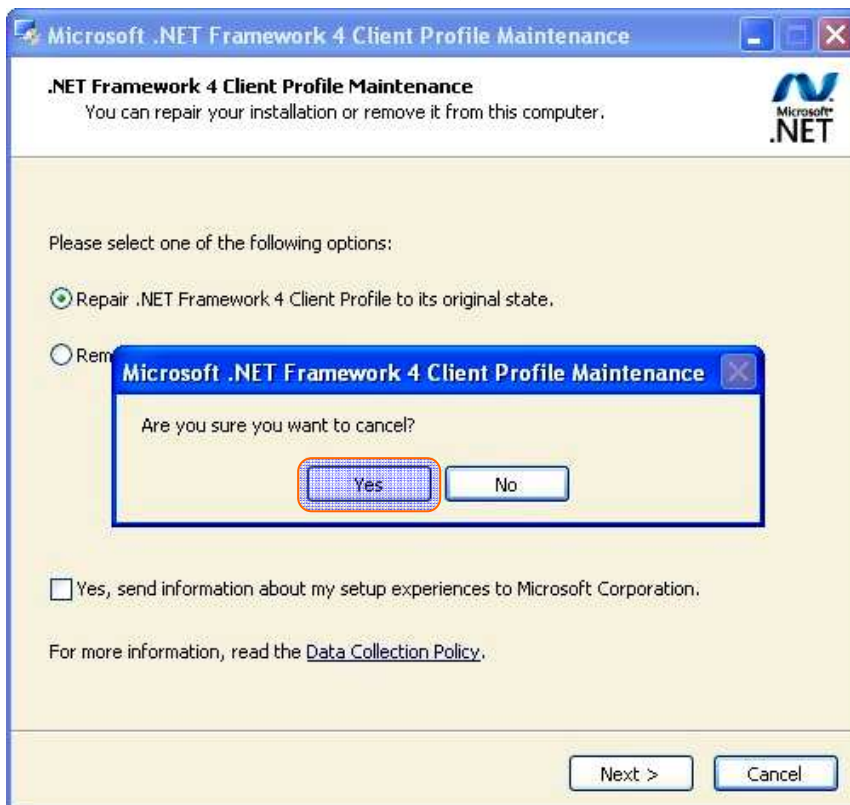 Microsoft .NET Framework 4 Client Profile Maintenance
.NET Framework 4 Client Profile Maintenance
You can repair your installation or remove it from this computer.
Microsoft
.NET
Please select one of the following options:
Repair .NET Framework 4 Client Profile to its original state.
Rem
Microsoft .NET Framework 4 Client Profile Maintenance
Are you sure you want to cancel?
Yes No
Yes, send information about my setup experiences to Microsoft Corporation.
For more information, read the Data Collection Policy.
Next > Cancel